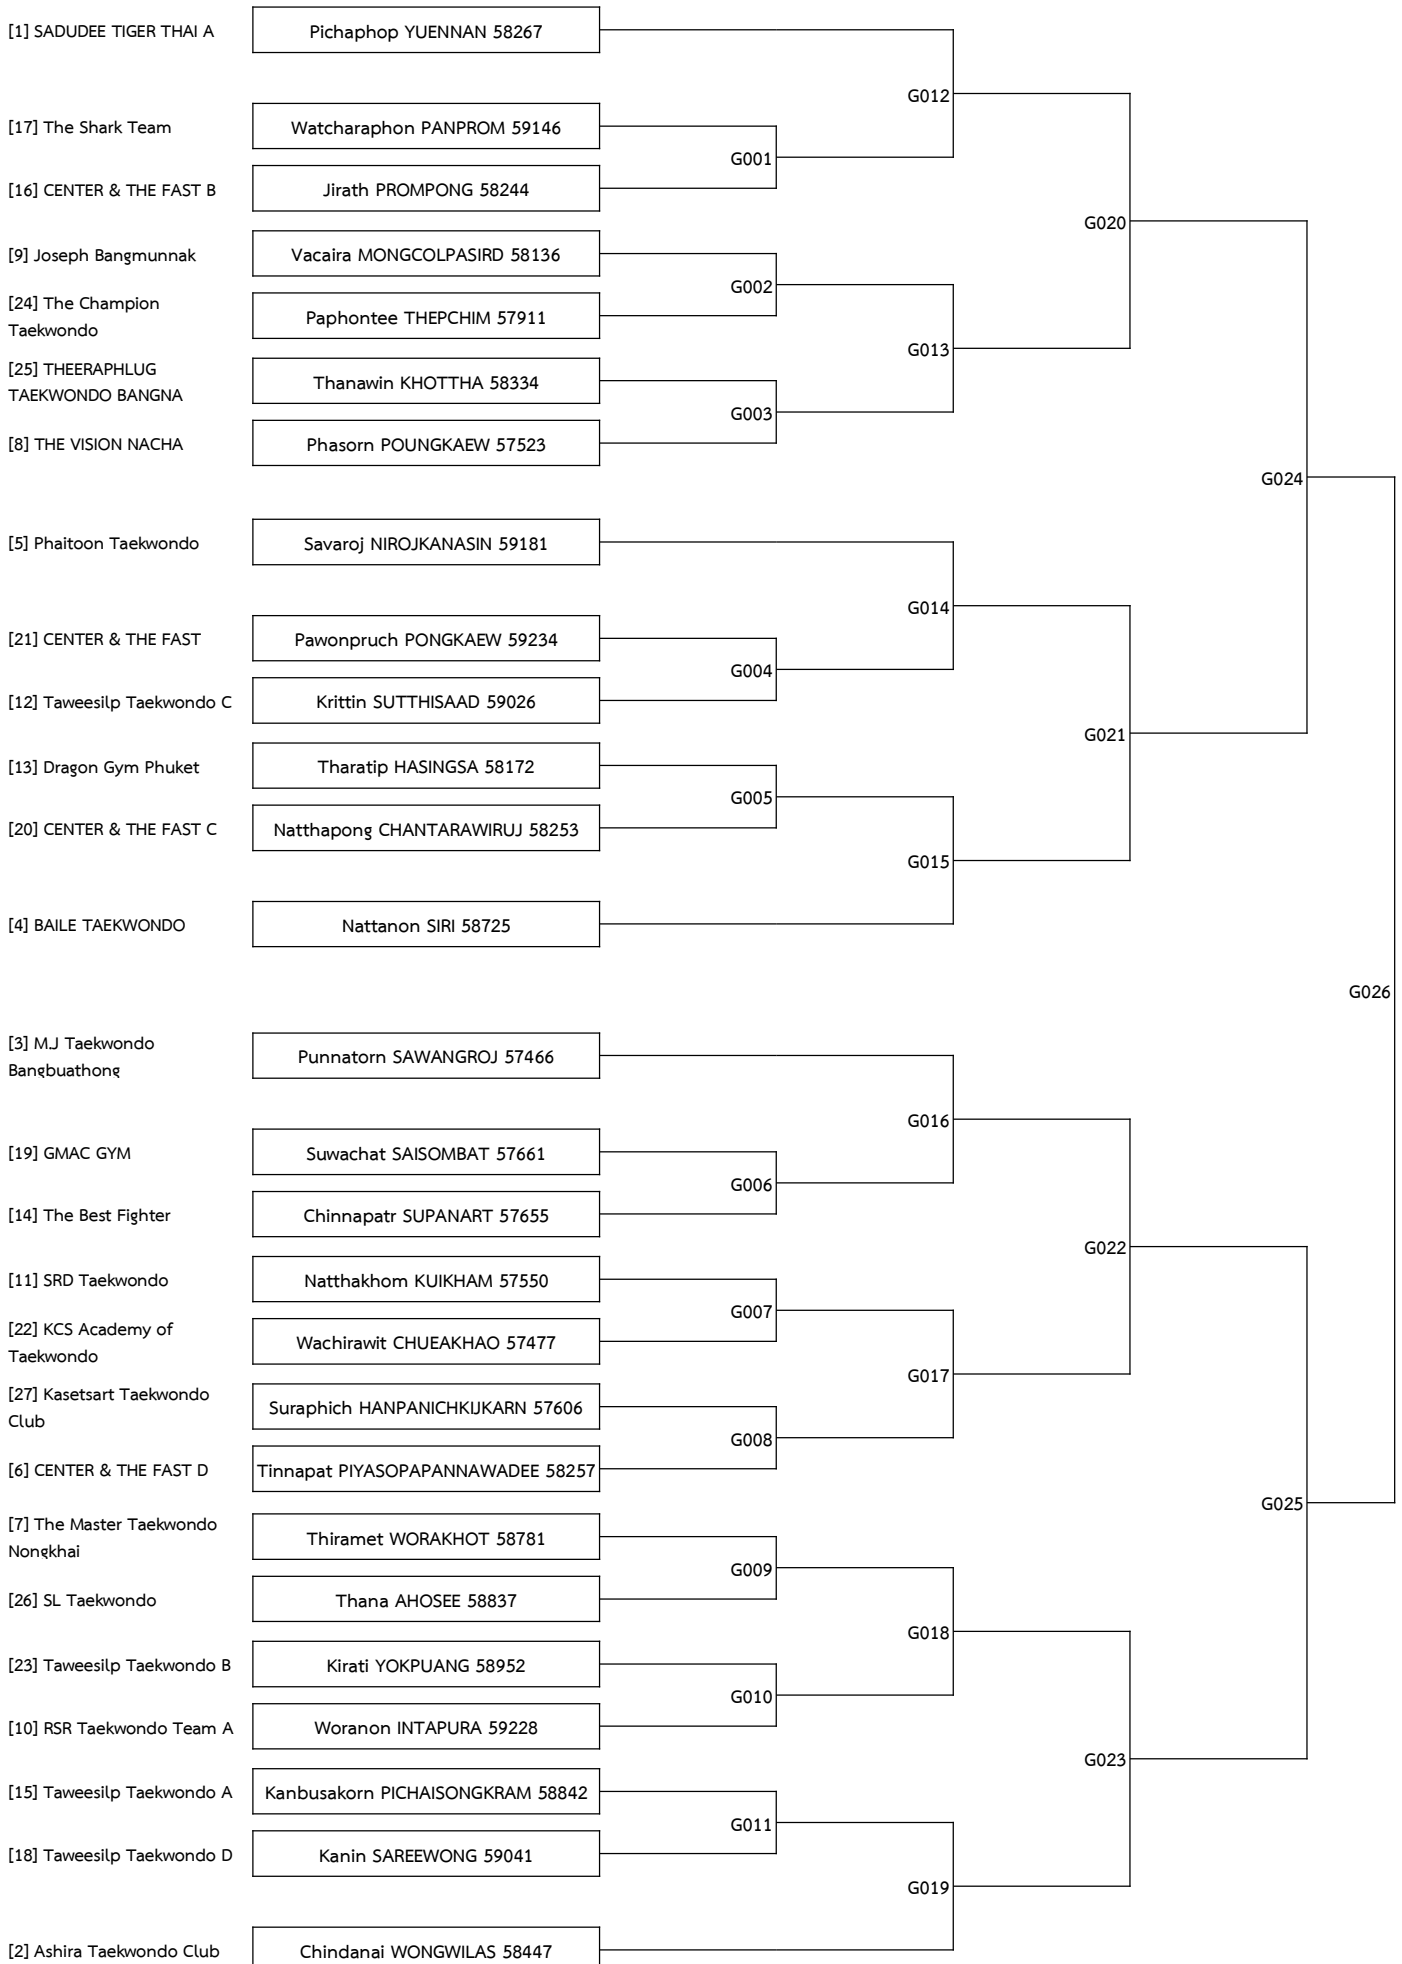 [1] SADUDEE TIGER THAI A
Pichaphop YUENNAN 58267
G012
[17] The Shark Team
Watcharaphon PANPROM 59146
G001
[16] CENTER & THE FAST B
Jirath PROMPONG 58244
G020
[9] Joseph Bangmunnak
Vacaira MONGCOLPASIRD 58136
G002
[24] The Champion
Taekwondo
Paphontee THEPCHIM 57911
G013
[25] THEERAPHLUG
TAEKWONDO BANGNA
Thanawin KHOTTHA 58334
G003
[8] THE VISION NACHA
Phasorn POUNGKAEW 57523
G024
[5] Phaitoon Taekwondo
Savaroj NIROJKANASIN 59181
G014
[21] CENTER & THE FAST
Pawonpruch PONGKAEW 59234
G004
[12] Taweesilp Taekwondo C
Krittin SUTTHISAAD 59026
G021
[13] Dragon Gym Phuket
Tharatip HASINGSA 58172
G005
[20] CENTER & THE FAST C
Natthapong CHANTARAWIRUJ 58253
G015
[4] BAILE TAEKWONDO
Nattanon SIRI 58725
G026
[3] M.J Taekwondo
Bangbuathong
Punnatorn SAWANGROJ 57466
G016
[19] GMAC GYM
Suwachat SAISOMBAT 57661
G006
[14] The Best Fighter
Chinnapatr SUPANART 57655
G022
[11] SRD Taekwondo
Natthakhom KUIKHAM 57550
G007
[22] KCS Academy of
Taekwondo
Wachirawit CHUEAKHAO 57477
G017
[27] Kasetsart Taekwondo
Club
Suraphich HANPANICHKIJKARN 57606
G008
[6] CENTER & THE FAST D
Tinnapat PIYASOPAPANNAWADEE 58257
G025
[7] The Master Taekwondo
Nongkhai
Thiramet WORAKHOT 58781
G009
[26] SL Taekwondo
Thana AHOSEE 58837
G018
[23] Taweesilp Taekwondo B
Kirati YOKPUANG 58952
G010
[10] RSR Taekwondo Team A
Woranon INTAPURA 59228
G023
[15] Taweesilp Taekwondo A
Kanbusakorn PICHAISONGKRAM 58842
G011
[18] Taweesilp Taekwondo D
Kanin SAREEWONG 59041
G019
[2] Ashira Taekwondo Club
Chindanai WONGWILAS 58447